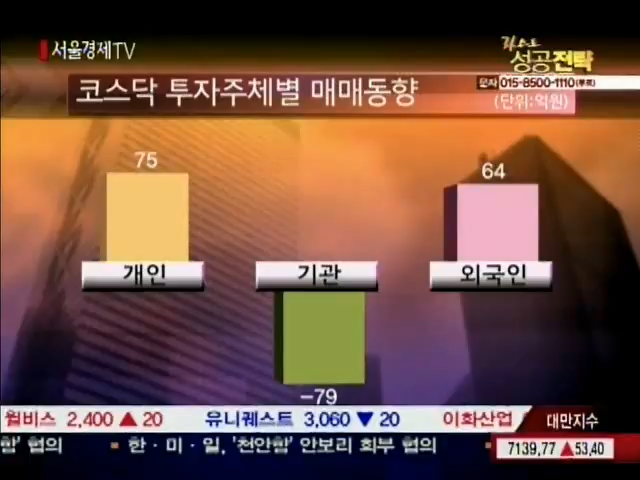 서울경제TV
성공전략
문자 015-8500-1110(무료)
코스닥 투자주체별 매매동향
(단위:억원)
75
64
개인
기관
외국인
-79
윌비스 2,400 ▲ 20 유니퀘스트 3,060 ▼ 20 이화산업
대만지수
함' 협의 ▪ 한·미·일, '천안함' 안보리 회부 협의
7139,77 ▲53,40